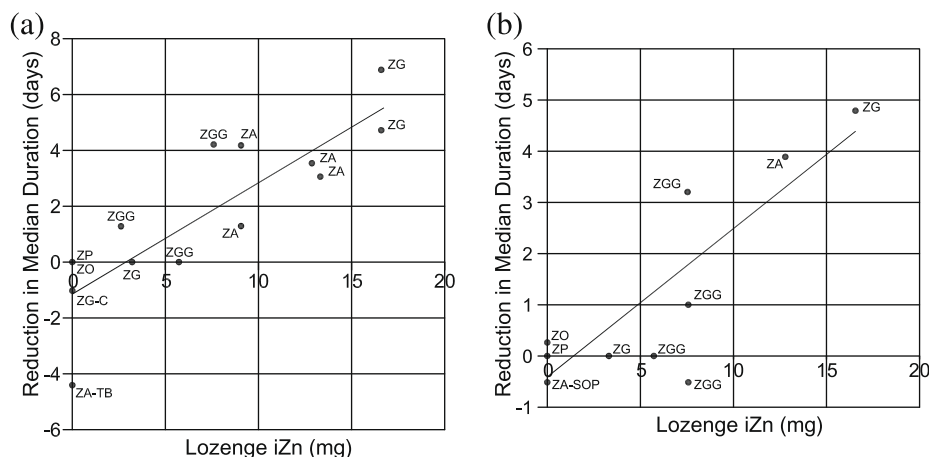 (a)
8
6
4
2
0
-2
-4
-6
Reduction in Median Duration (days)
ZG
ZG
ZGG
ZA
ZA
ZA
ZGG
ZA
ZP
ZO
ZG
ZGG
ZG-C
ZA-TB
0
5
10
15
20
Lozenge iZn (mg)
(b)
6
5
4
3
2
1
0
-1
Reduction in Median Duration (days)
ZG
ZA
ZGG
ZGG
ZO
ZP
ZG
ZGG
ZA-SOP
ZGG
0
5
10
15
20
Lozenge iZn (mg)